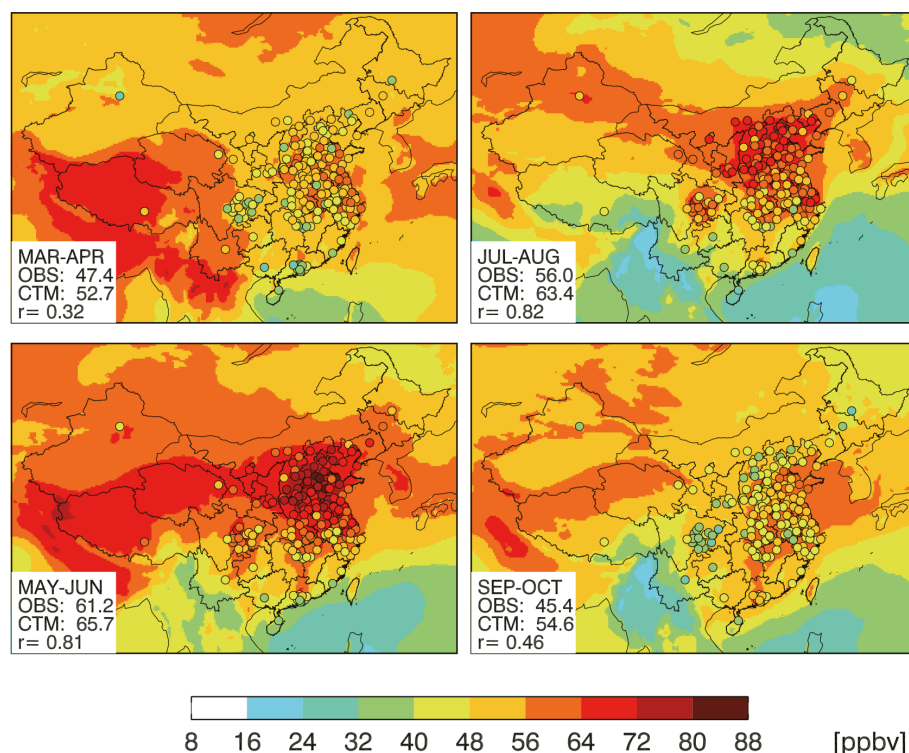 MAR-APR
OBS: 47.4
CTM: 52.7
r= 0.32
JUL-AUG
OBS: 56.0
CTM: 63.4
r= 0.82
MAY-JUN
OBS: 61.2
CTM: 65.7
r= 0.81
SEP-OCT
OBS: 45.4
CTM: 54.6
r= 0.46
8 16 24 32 40 48 56 64 72 80 88 [ppbv]